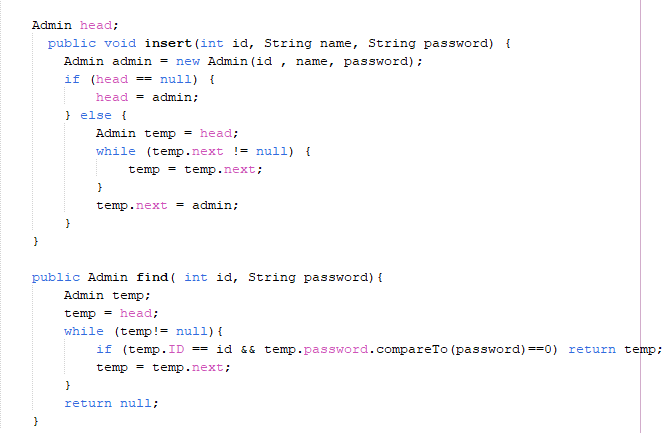 Admin head;
public void insert(int id, String name, String password) {
Admin admin = new Admin(id , name, password);
if (head == null) {
head = admin;
} else {
Admin temp = head;
while (temp.next != null) {
temp = temp.next;
}
temp.next = admin;
}
}
public Admin find( int id, String password){
Admin temp;
temp = head;
while (temp!= null){
if (temp.ID == id && temp.password.compareTo(password)==0) return temp;
temp = temp.next;
}
return null;
}